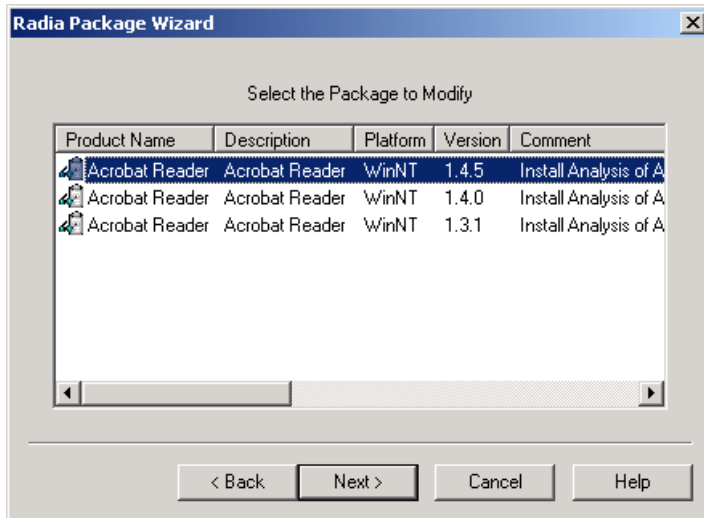 Radia Package Wizard
Select the Package to Modify
Product Name Description Platform Version Comment
Acrobat Reader Acrobat Reader WinNT 1.4.5 Install Analysis of A
Acrobat Reader Acrobat Reader WinNT 1.4.0 Install Analysis of A
Acrobat Reader Acrobat Reader WinNT 1.3.1 Install Analysis of A
< Back Next > Cancel Help